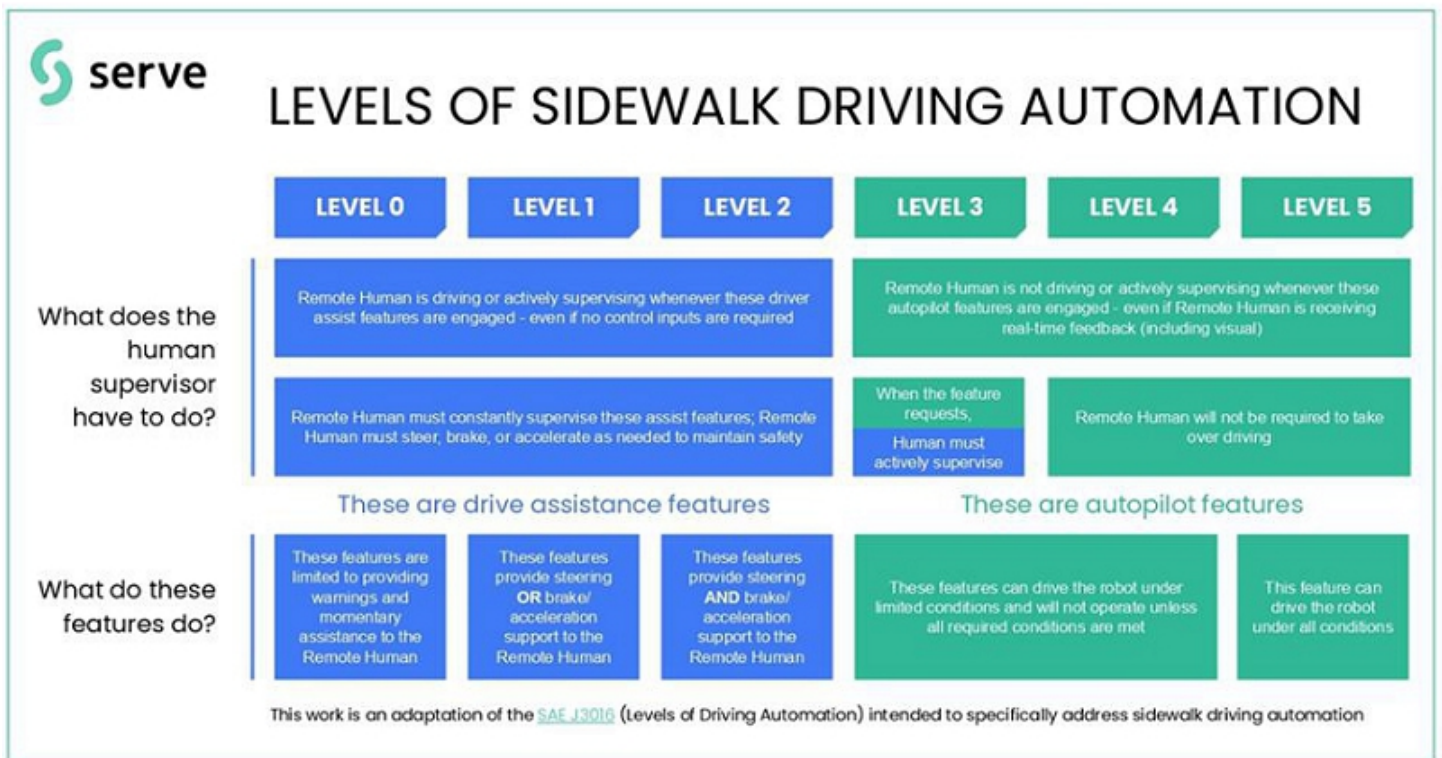 serve
LEVELS OF SIDEWALK DRIVING AUTOMATION
LEVEL 0
LEVEL 1
LEVEL 2
LEVEL 3
LEVEL 4
LEVEL 5
What does the
human
supervisor
have to do?
Remote Human is driving or actively supervising whenever these driver
assist features are engaged - even if no control inputs are required
Remote Human is not driving or actively supervising whenever these
autopilot features are engaged - even if Remote Human is receiving
real-time feedback (including visual)
Remote Human must constantly supervise these assist features; Remote
Human must steer, brake, or accelerate as needed to maintain safety
When the feature
requests,
Human must
actively supervise
Remote Human will not be required to take
over driving
These are drive assistance features
These are autopilot features
What do these
features do?
These features are
limited to providing
warnings and
momentary
assistance to the
Remote Human
These features
provide steering
OR brake/
acceleration
support to the
Remote Human
These features
provide steering
AND brake/
acceleration
support to the
Remote Human
These features can drive the robot under
limited conditions and will not operate unless
all required conditions are met
This feature can
drive the robot
under all conditions
This work is an adaptation of the SAE J3016 (Levels of Driving Automation) intended to specifically address sidewalk driving automation